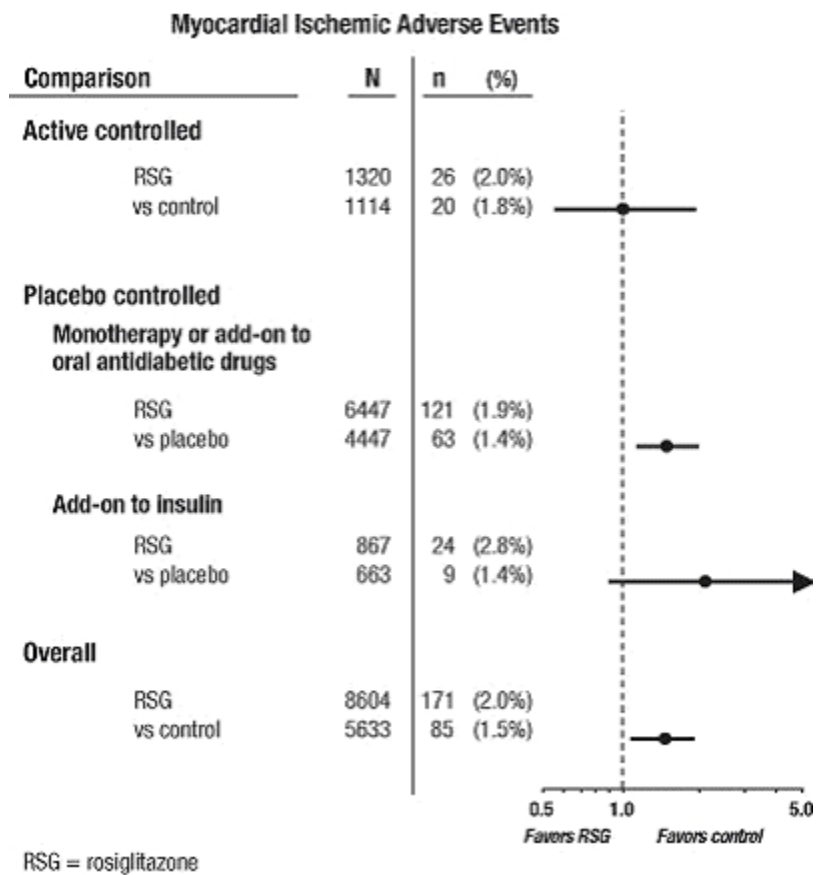 Myocardial Ischemic Adverse Events
Comparison N n (%)
Active controlled
RSG 1320 26 (2.0%)
vs control 1114 20 (1.8%)
Placebo controlled
Monotherapy or add-on to
oral antidiabetic drugs
RSG 6447 121 (1.9%)
vs placebo 4447 63 (1.4%)
Add-on to insulin
RSG 867 24 (2.8%)
vs placebo 663 9 (1.4%)
Overall
RSG 8604 171 (2.0%)
vs control 5633 85 (1.5%)
0.5 1.0 5.0
Favors RSG Favors control
RSG = rosiglitazone